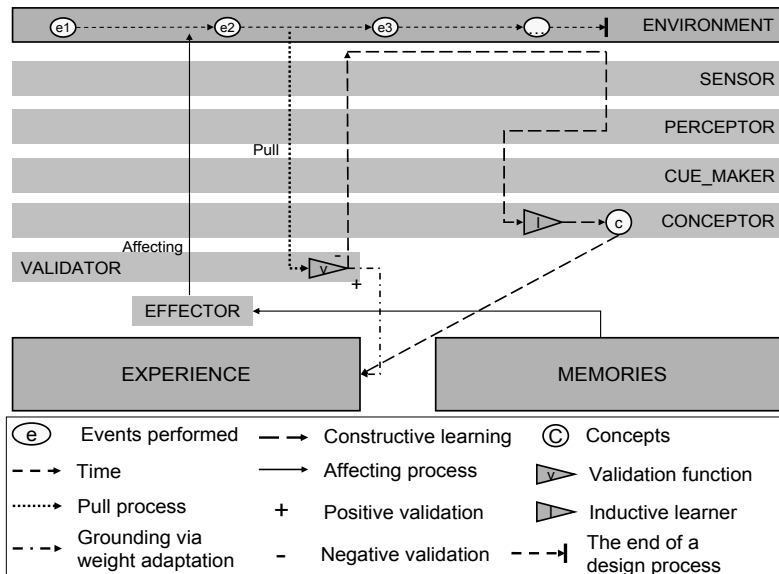 e1
e2
e3
...
ENVIRONMENT
SENSOR
PERCEPTOR
Pull
CUE_MAKER
I
c
CONCEPTOR
Affecting
VALIDATOR
v
-
+
EFFECTOR
EXPERIENCE
MEMORIES
e Events performed
Constructive learning
C Concepts
Time
Affecting process
v Validation function
Pull process
+ Positive validation
I Inductive learner
Grounding via
weight adaptation
- Negative validation
The end of a
design process